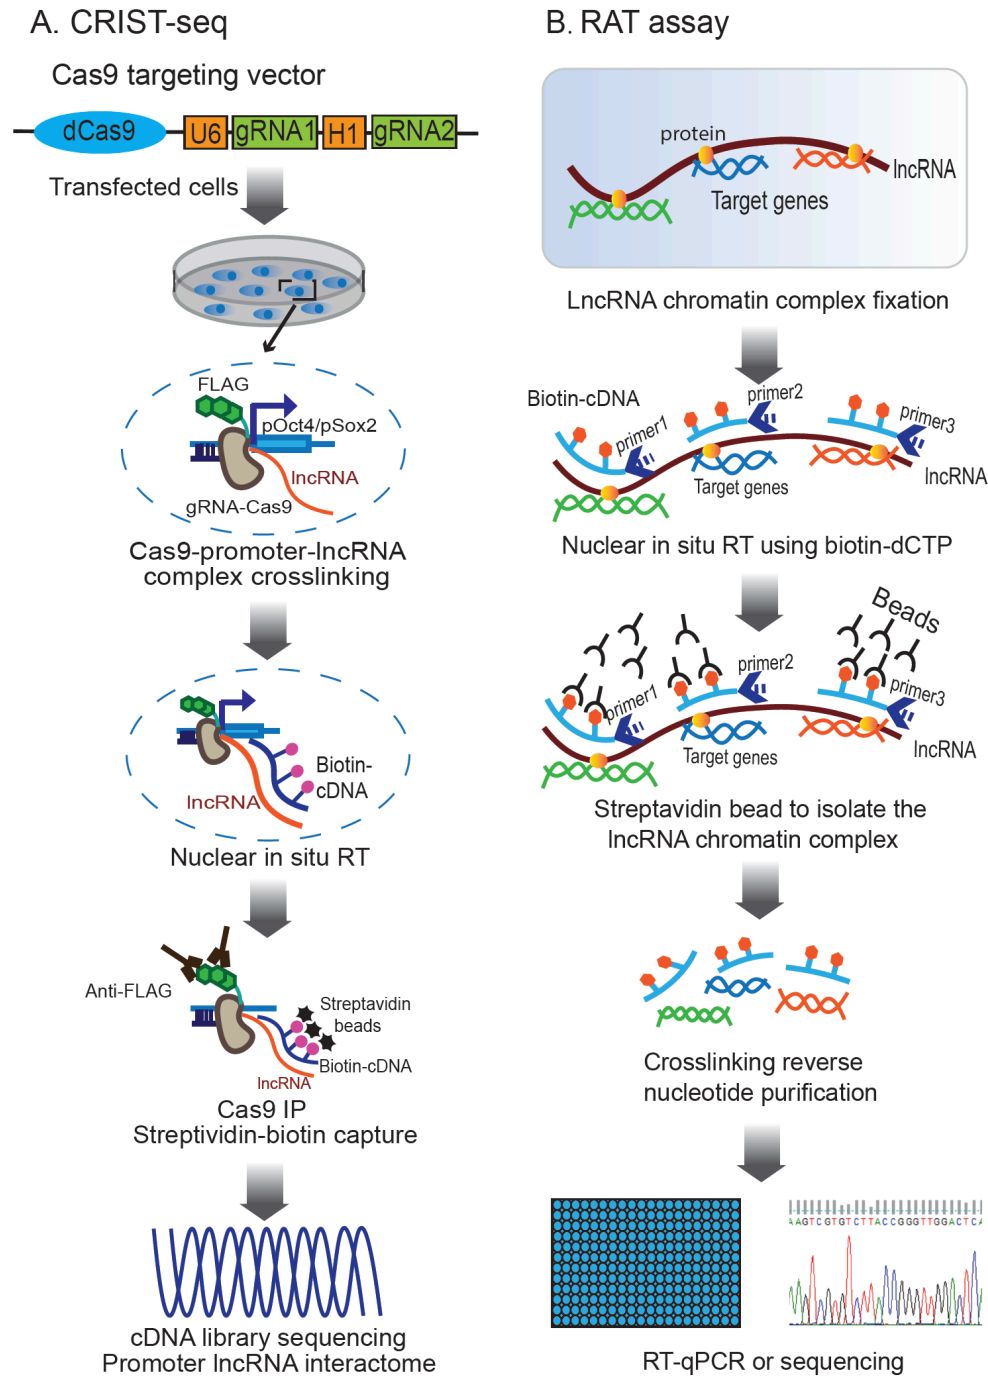 A. CRIST-seq
Cas9 targeting vector
dCas9
U6
gRNA1
H1
gRNA2
Transfected cells
FLAG
pOct4/pSox2
lncRNA
gRNA-Cas9
Cas9-promoter-lncRNA
complex crosslinking
Biotin-
cDNA
lncRNA
Nuclear in situ RT
Anti-FLAG
Streptavidin
beads
Biotin-cDNA
lncRNA
Cas9 IP
Streptividin-biotin capture
cDNA library sequencing
Promoter lncRNA interactome
B. RAT assay
protein
lncRNA
Target genes
LncRNA chromatin complex fixation
Biotin-cDNA
primer1
primer2
primer3
lncRNA
Target genes
Nuclear in situ RT using biotin-dCTP
Beads
primer1
primer2
primer3
lncRNA
Target genes
Streptavidin bead to isolate the
lncRNA chromatin complex
Crosslinking reverse
nucleotide purification
AAGTCGTGTCTTACCGGGTTGGACTCA
RT-qPCR or sequencing